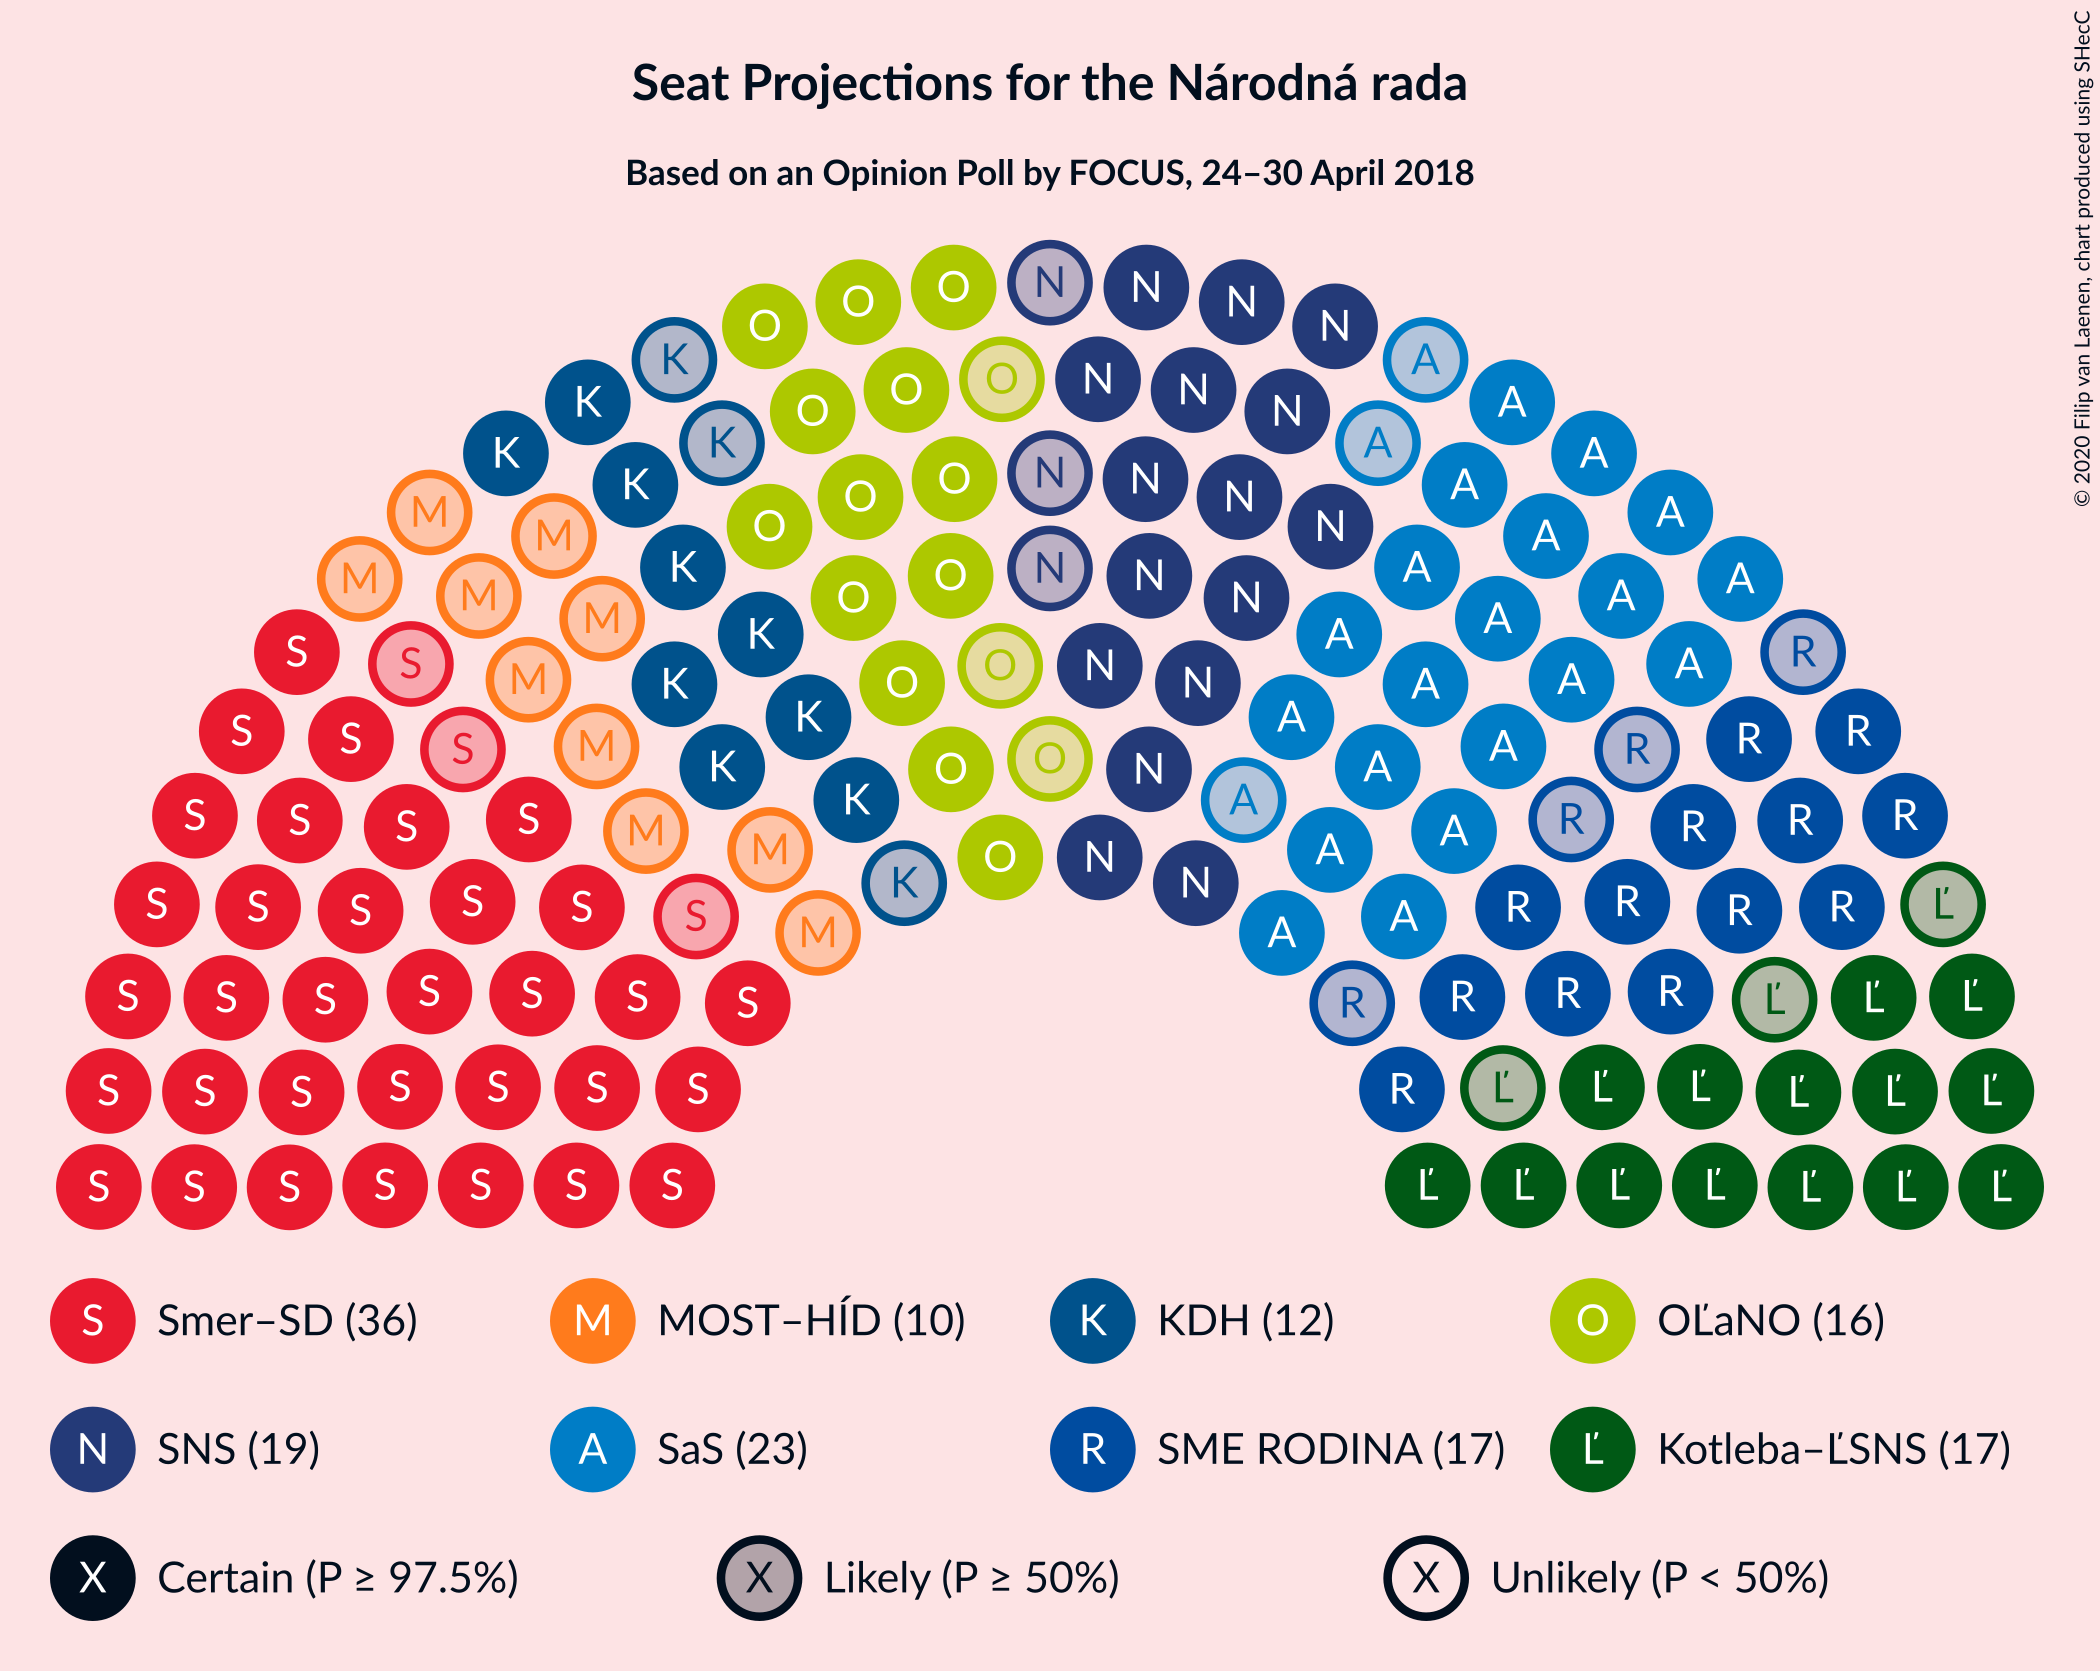 Seat Projections for the Národná rada
Based on an Opinion Poll by FOCUS, 24–30 April 2018
© 2020 Filip van Laenen, chart produced using SHecC
N
O N
O N
O N
O A
K A
K O N A
O N
O N
K N A
K A
O N
O N
K O N A
M A
O N
O N
M M K A A
K A
M O N A
M A
M K A
S O N A
S M K A R
M K A
S S K A R
S M A R
S O N R
K A
S S M A R
S S R R
M A
O N
K N
S S R Ľ
S S R R
S S R R
S A
M A
S S R Ľ
S S R Ľ
S S R Ľ
S R
S S Ľ Ľ
S S Ľ Ľ
S S Ľ Ľ
S R
S S S S S S S Ľ Ľ Ľ Ľ Ľ Ľ Ľ
S Smer–SD (36) M MOST–HÍD (10) K KDH (12) O OĽaNO (16)
N SNS (19) A SaS (23) R SME RODINA (17) Ľ Kotleba–ĽSNS (17)
X Certain (P ≥ 97.5%) X Likely (P ≥ 50%) X Unlikely (P < 50%)